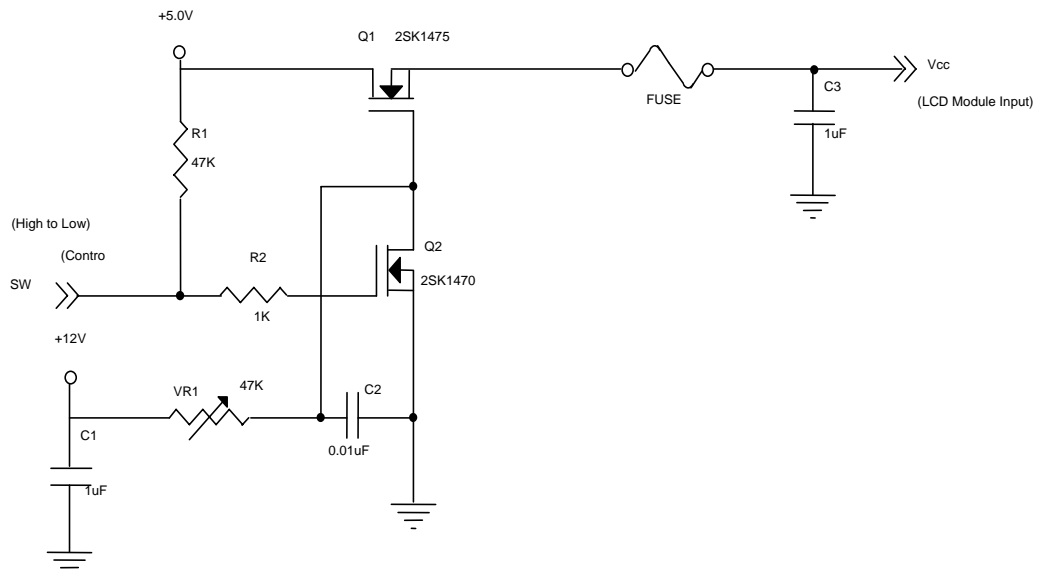 +5.0V
Q1 2SK1475
Vcc
C3
FUSE
(LCD Module Input)
R1
1uF
47K
(High to Low)
(Contro
Q2
R2
SW
2SK1470
1K
+12V
47K
VR1
C2
C1
0.01uF
1uF